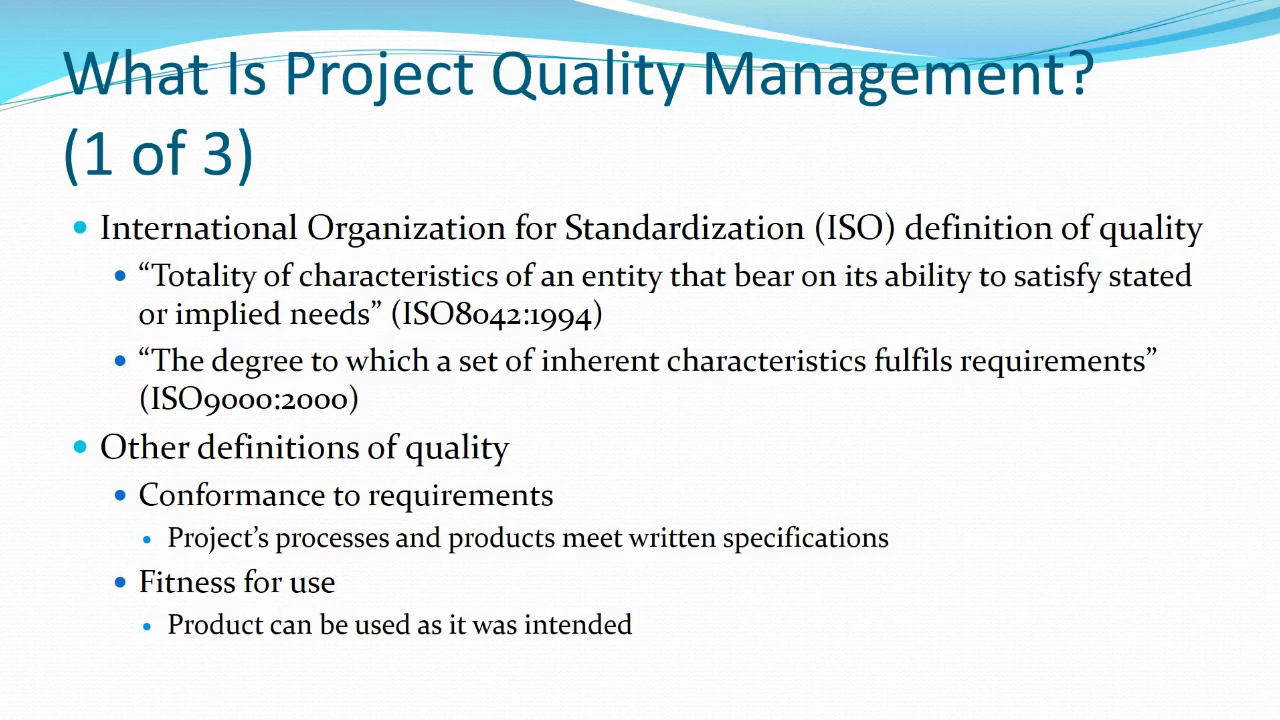 What Is Project Quality Management?
(1 of 3)
• International Organization for Standardization (ISO) definition of quality
• “Totality of characteristics of an entity that bear on its ability to satisfy stated
or implied needs” (ISO8042:1994)
• “The degree to which a set of inherent characteristics fulfils requirements”
(ISO9000:2000)
• Other definitions of quality
• Conformance to requirements
• Project’s processes and products meet written specifications
• Fitness for use
• Product can be used as it was intended